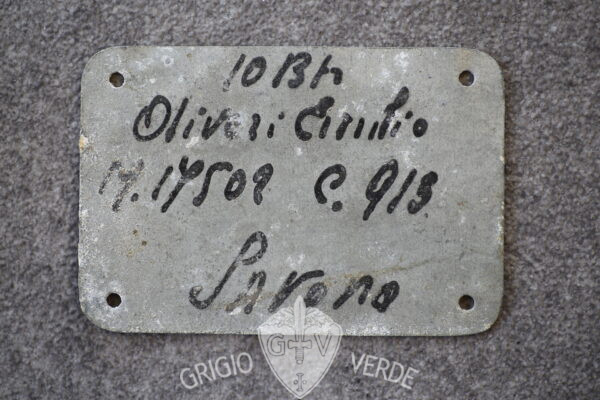 10 Btr
Oliveri Emilio
M. 17509 C. 913
Savona
GRIGIO G V VERDE